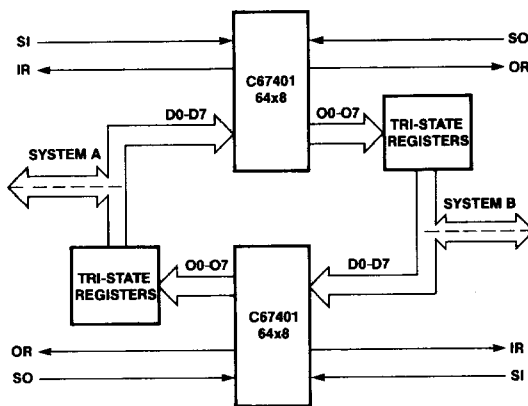 SI
SO
IR
OR
C67401
64x8
D0-D7
O0-O7
TRI-STATE
REGISTERS
SYSTEM A
SYSTEM B
TRI-STATE
REGISTERS
O0-O7
D0-D7
C67401
64x8
OR
IR
SO
SI